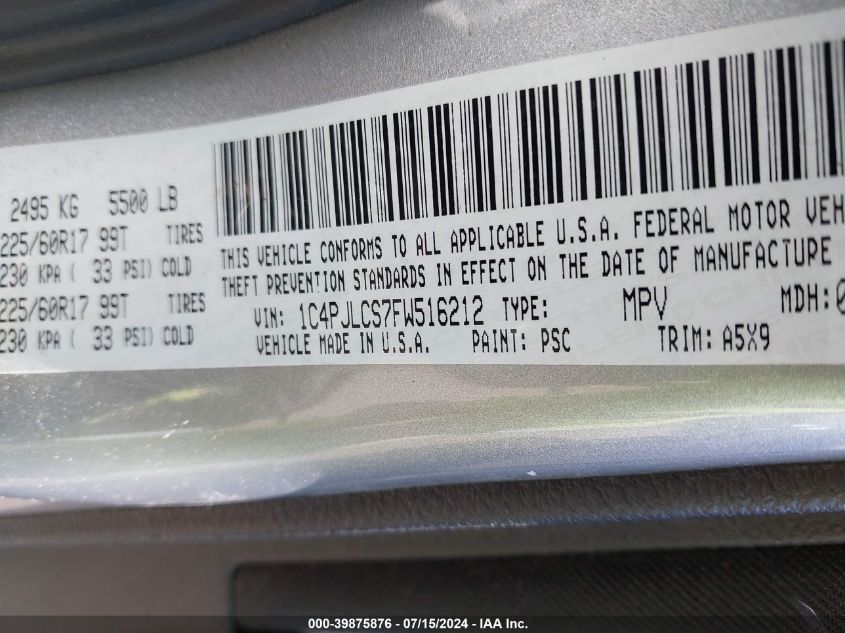 2495 KG 5500 LB
225/60R17 99T TIRES
230 KPA ( 33 PSI) COLD
225/60R17 99T TIRES
230 KPA ( 33 PSI) COLD
THIS VEHICLE CONFORMS TO ALL APPLICABLE U.S.A. FEDERAL MOTOR VEH
THEFT PREVENTION STANDARDS IN EFFECT ON THE DATE OF MANUFACTURE
VIN: 1C4PJLCS7FW516212 TYPE: MPV MDH:0
VEHICLE MADE IN U.S.A. PAINT: PSC TRIM: A5X9
000-39875876 - 07/15/2024 - IAA Inc.